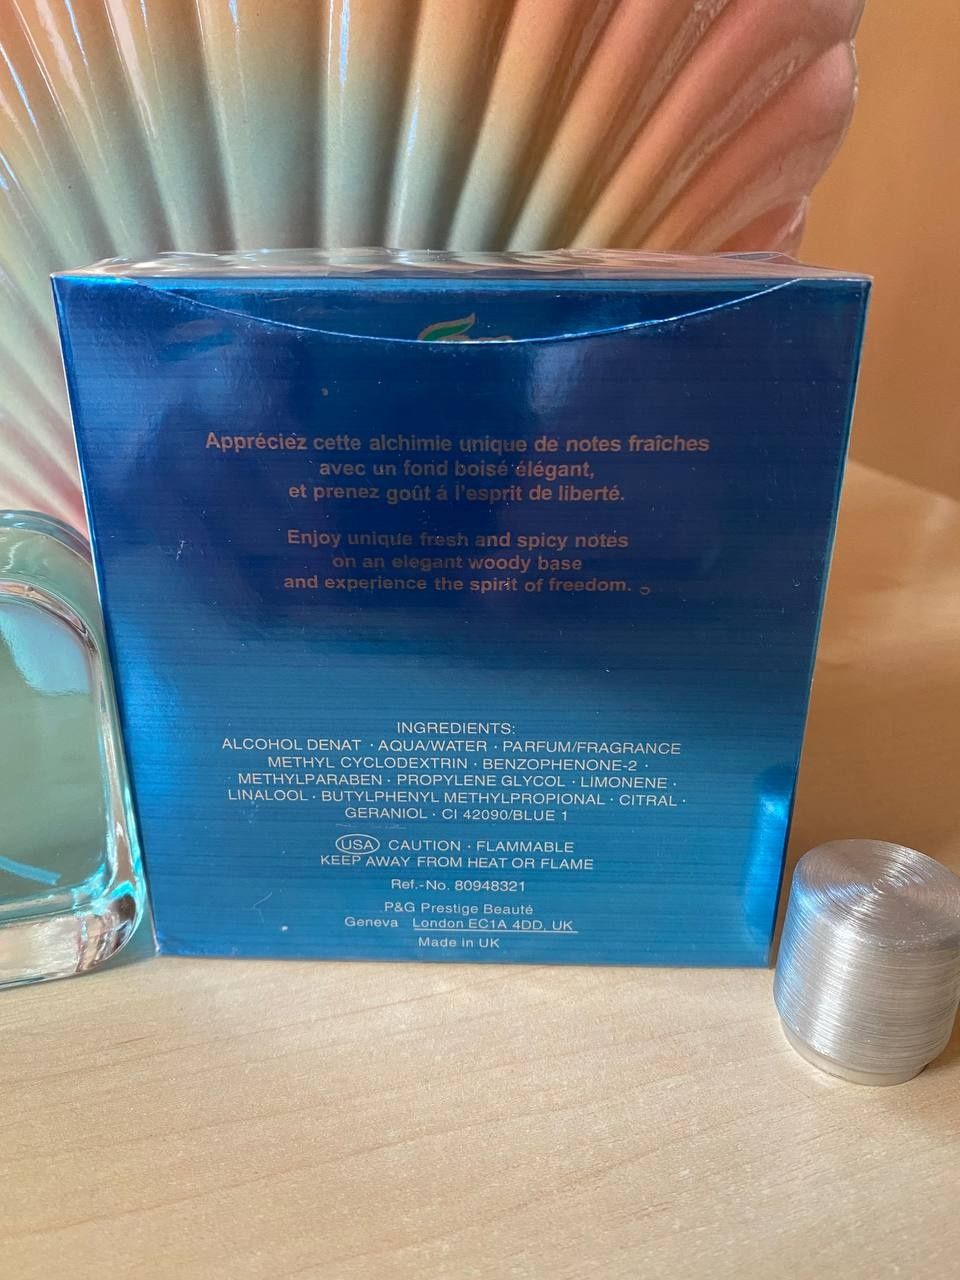 Appréciez cette alchimie unique de notes fraîches
avec un fond boisé élégant,
et prenez goût á l'esprit de liberté.
Enjoy unique fresh and spicy notes
on an elegant woody base
and experience the spirit of freedom.
INGREDIENTS:
ALCOHOL DENAT · AQUA/WATER · PARFUM/FRAGRANCE
METHYL CYCLODEXTRIN · BENZOPHENONE-2 ·
METHYLPARABEN · PROPYLENE GLYCOL · LIMONENE ·
LINALOOL · BUTYLPHENYL METHYLPROPIONAL · CITRAL ·
GERANIOL · CI 42090/BLUE 1
USA CAUTION · FLAMMABLE
KEEP AWAY FROM HEAT OR FLAME
Ref.-No. 80948321
P&G Prestige Beauté
Geneva London EC1A 4DD, UK
Made in UK